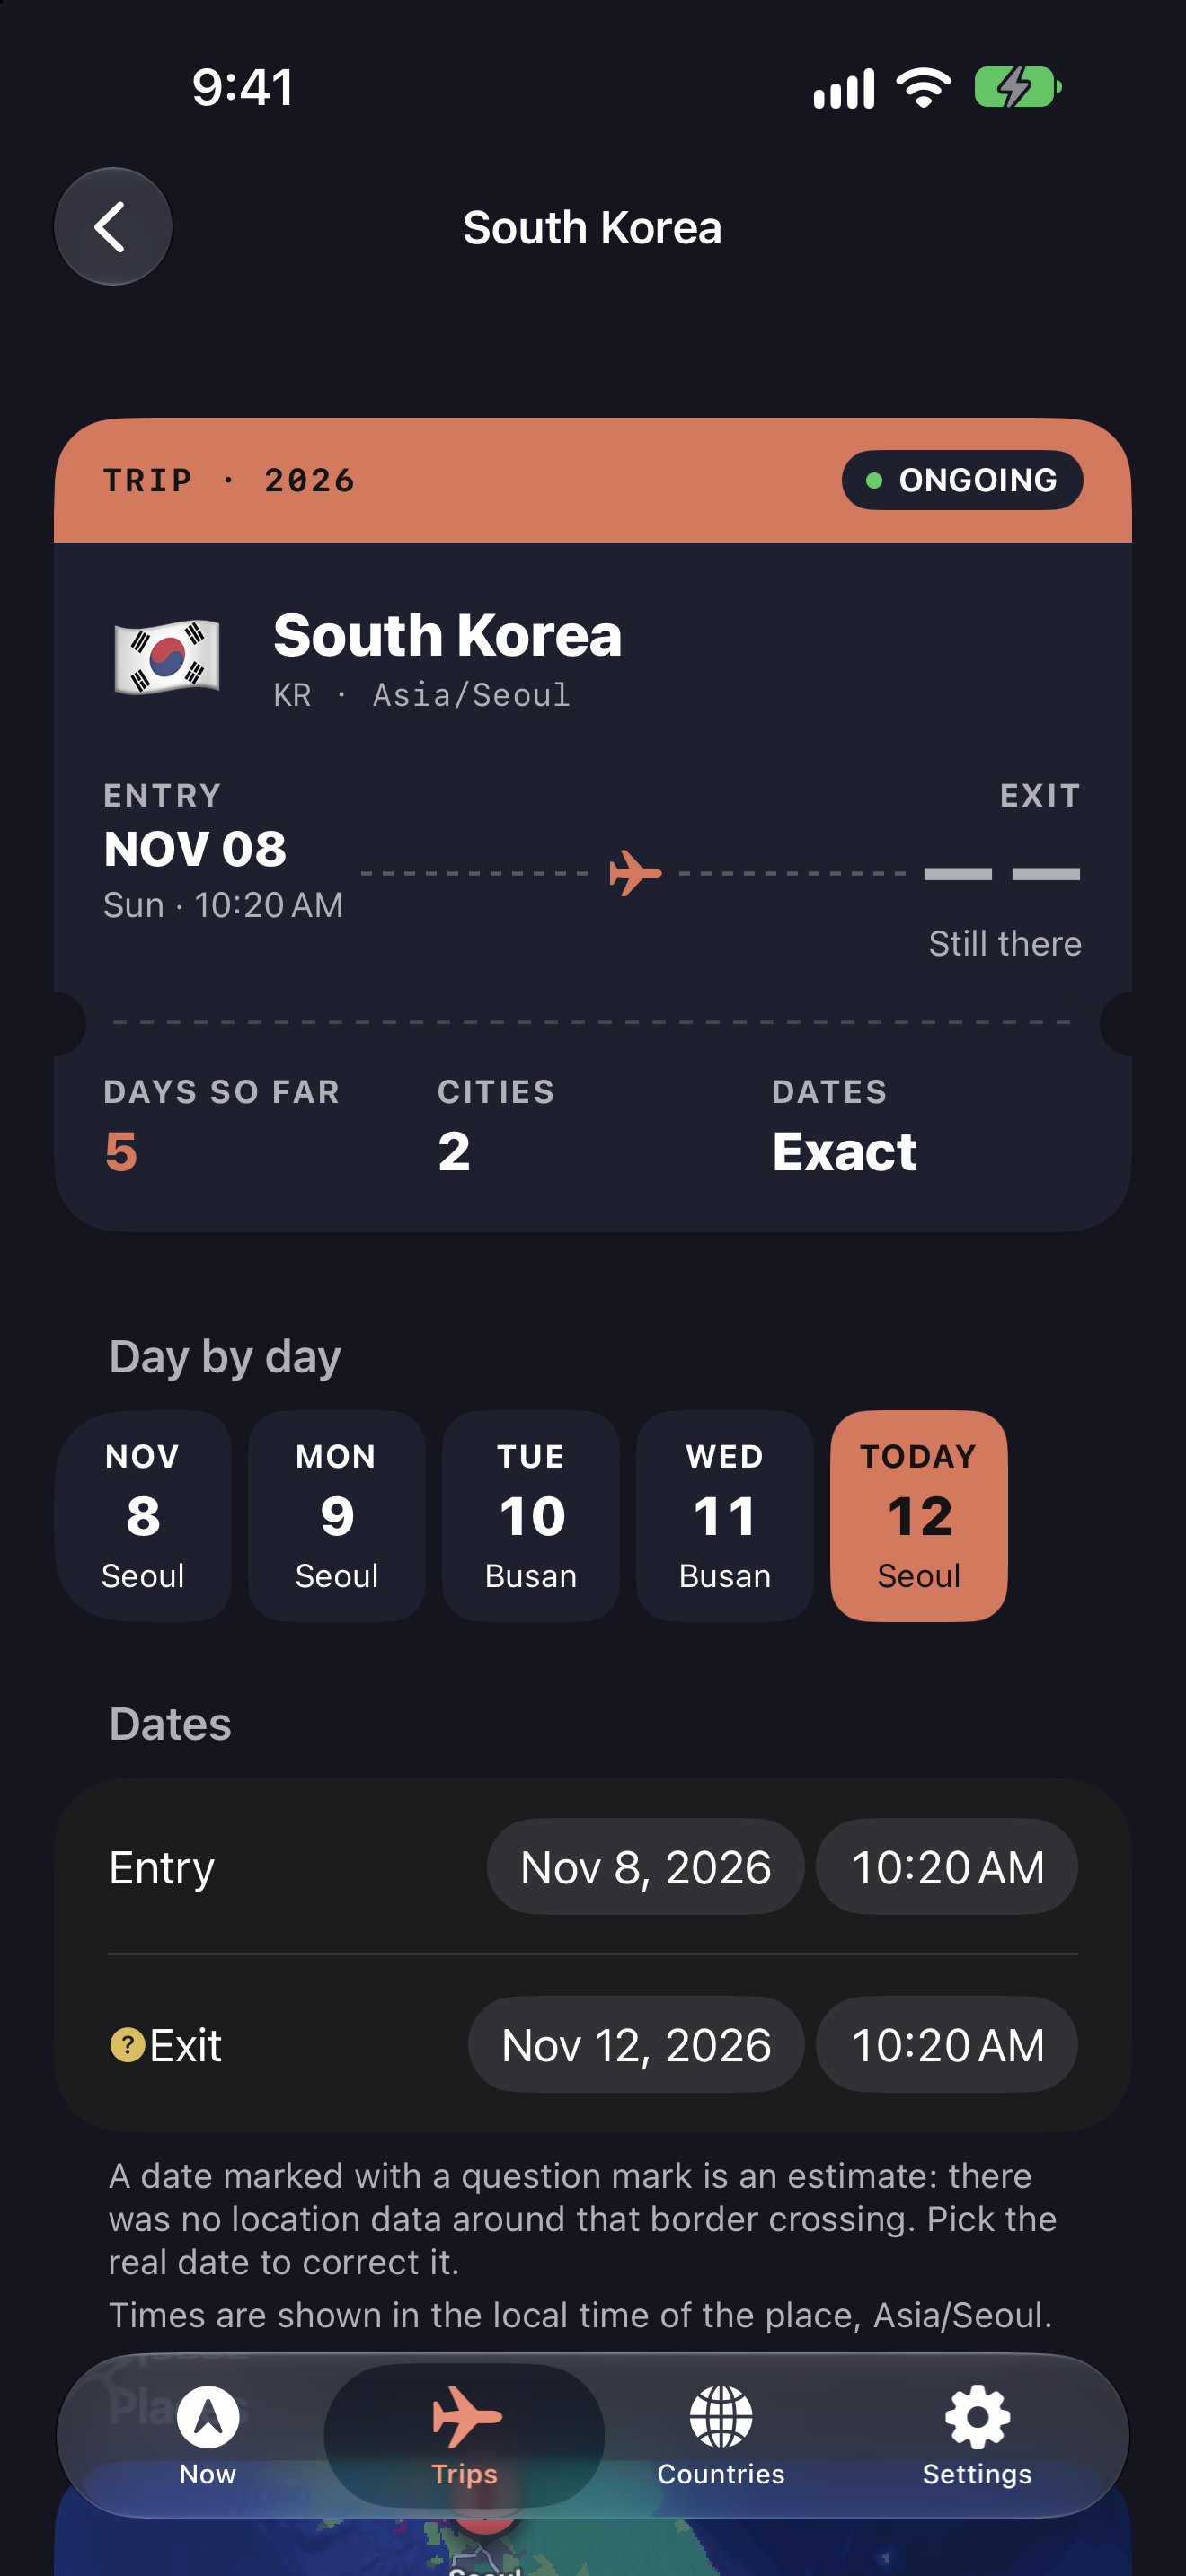 9:41
South Korea
TRIP · 2026
ONGOING
South Korea
KR · Asia/Seoul
ENTRY
EXIT
NOV 08
— —
Sun · 10:20 AM
Still there
DAYS SO FAR
CITIES
DATES
5
2
Exact
Day by day
NOV
8
Seoul
MON
9
Seoul
TUE
10
Busan
WED
11
Busan
TODAY
12
Seoul
Dates
Entry
Nov 8, 2026
10:20 AM
?Exit
Nov 12, 2026
10:20 AM
A date marked with a question mark is an estimate: there
was no location data around that border crossing. Pick the
real date to correct it.
Times are shown in the local time of the place, Asia/Seoul.
Places
Now
Trips
Countries
Settings
Seoul